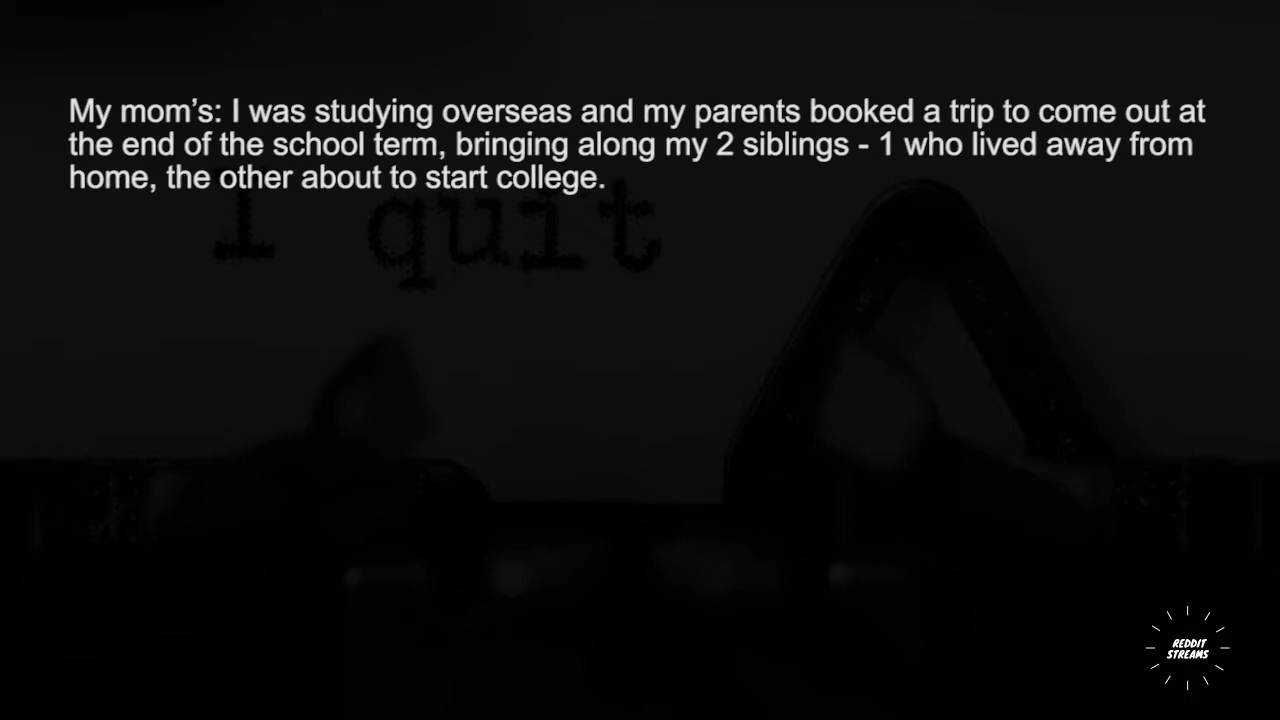 My mom’s: I was studying overseas and my parents booked a trip to come out at
the end of the school term, bringing along my 2 siblings - 1 who lived away from
home, the other about to start college.
I quit
REDDIT
STREAMS